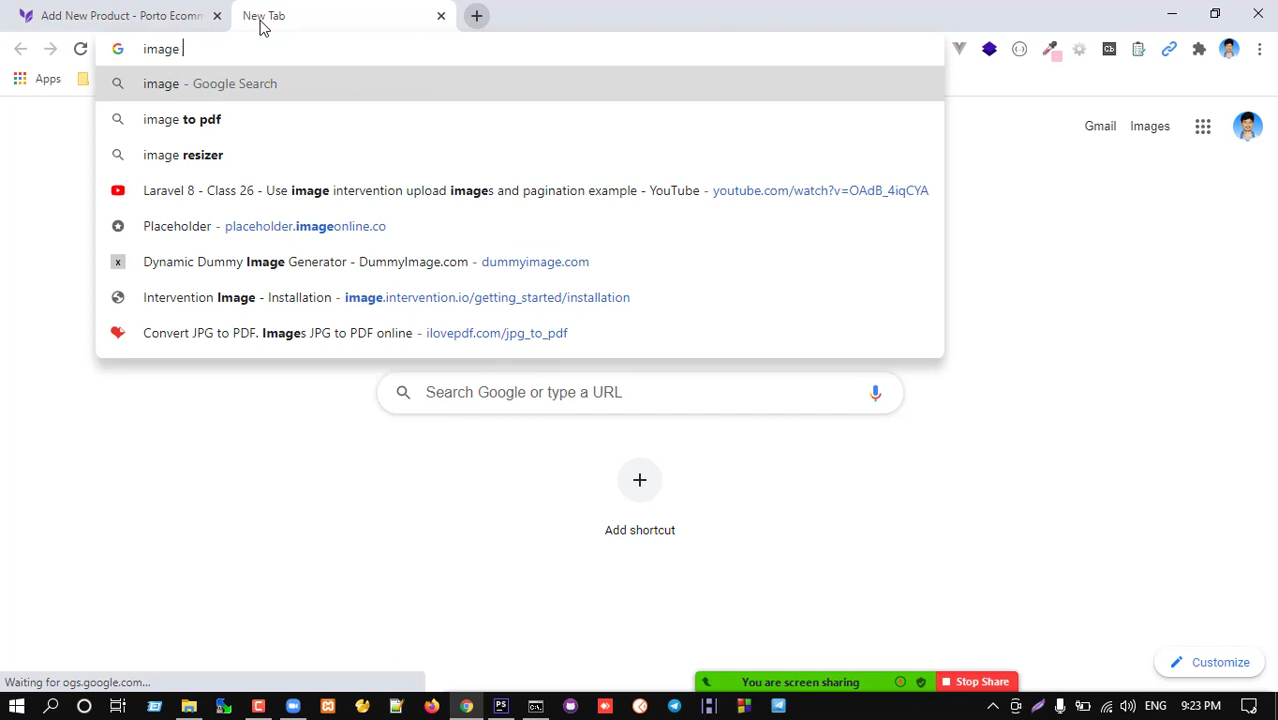 Add New Product - Porto Ecomm
New Tab
image
image - Google Search
image to pdf
image resizer
Laravel 8 - Class 26 - Use image intervention upload images and pagination example - YouTube - youtube.com/watch?v=OAdB_4iqCYA
Placeholder - placeholder.imageonline.co
x Dynamic Dummy Image Generator - DummyImage.com - dummyimage.com
Intervention Image - Installation - image.intervention.io/getting_started/installation
Convert JPG to PDF. Images JPG to PDF online - ilovepdf.com/jpg_to_pdf
Apps
Cb
Gmail Images
Search Google or type a URL
Add shortcut
Customize
Waiting for ogs.google.com...
You are screen sharing
Stop Share
PS
ENG 9:23 PM